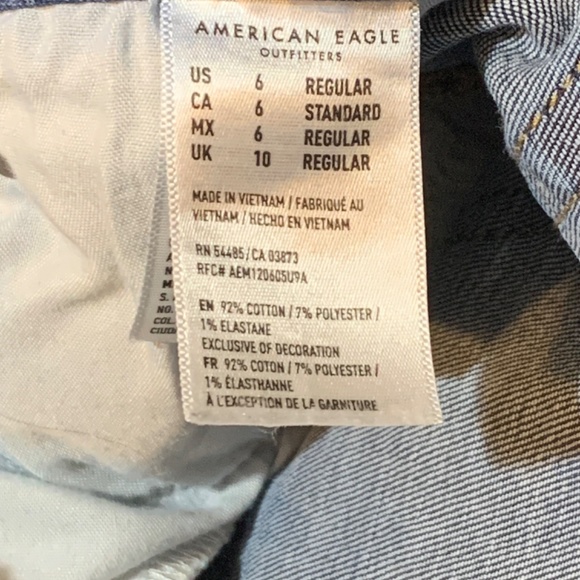 AMERICAN EAGLE
OUTFITTERS
US 6 REGULAR
CA 6 STANDARD
MX 6 REGULAR
UK 10 REGULAR
MADE IN VIETNAM / FABRIQUÉ AU
VIETNAM / HECHO EN VIETNAM
RN 54485/CA 03873
RFC# AEM120605U9A
EN 92% COTTON / 7% POLYESTER /
1% ELASTANE
EXCLUSIVE OF DECORATION
FR 92% COTON / 7% POLYESTER /
1% ÉLASTHANNE
À L'EXCEPTION DE LA GARNITURE